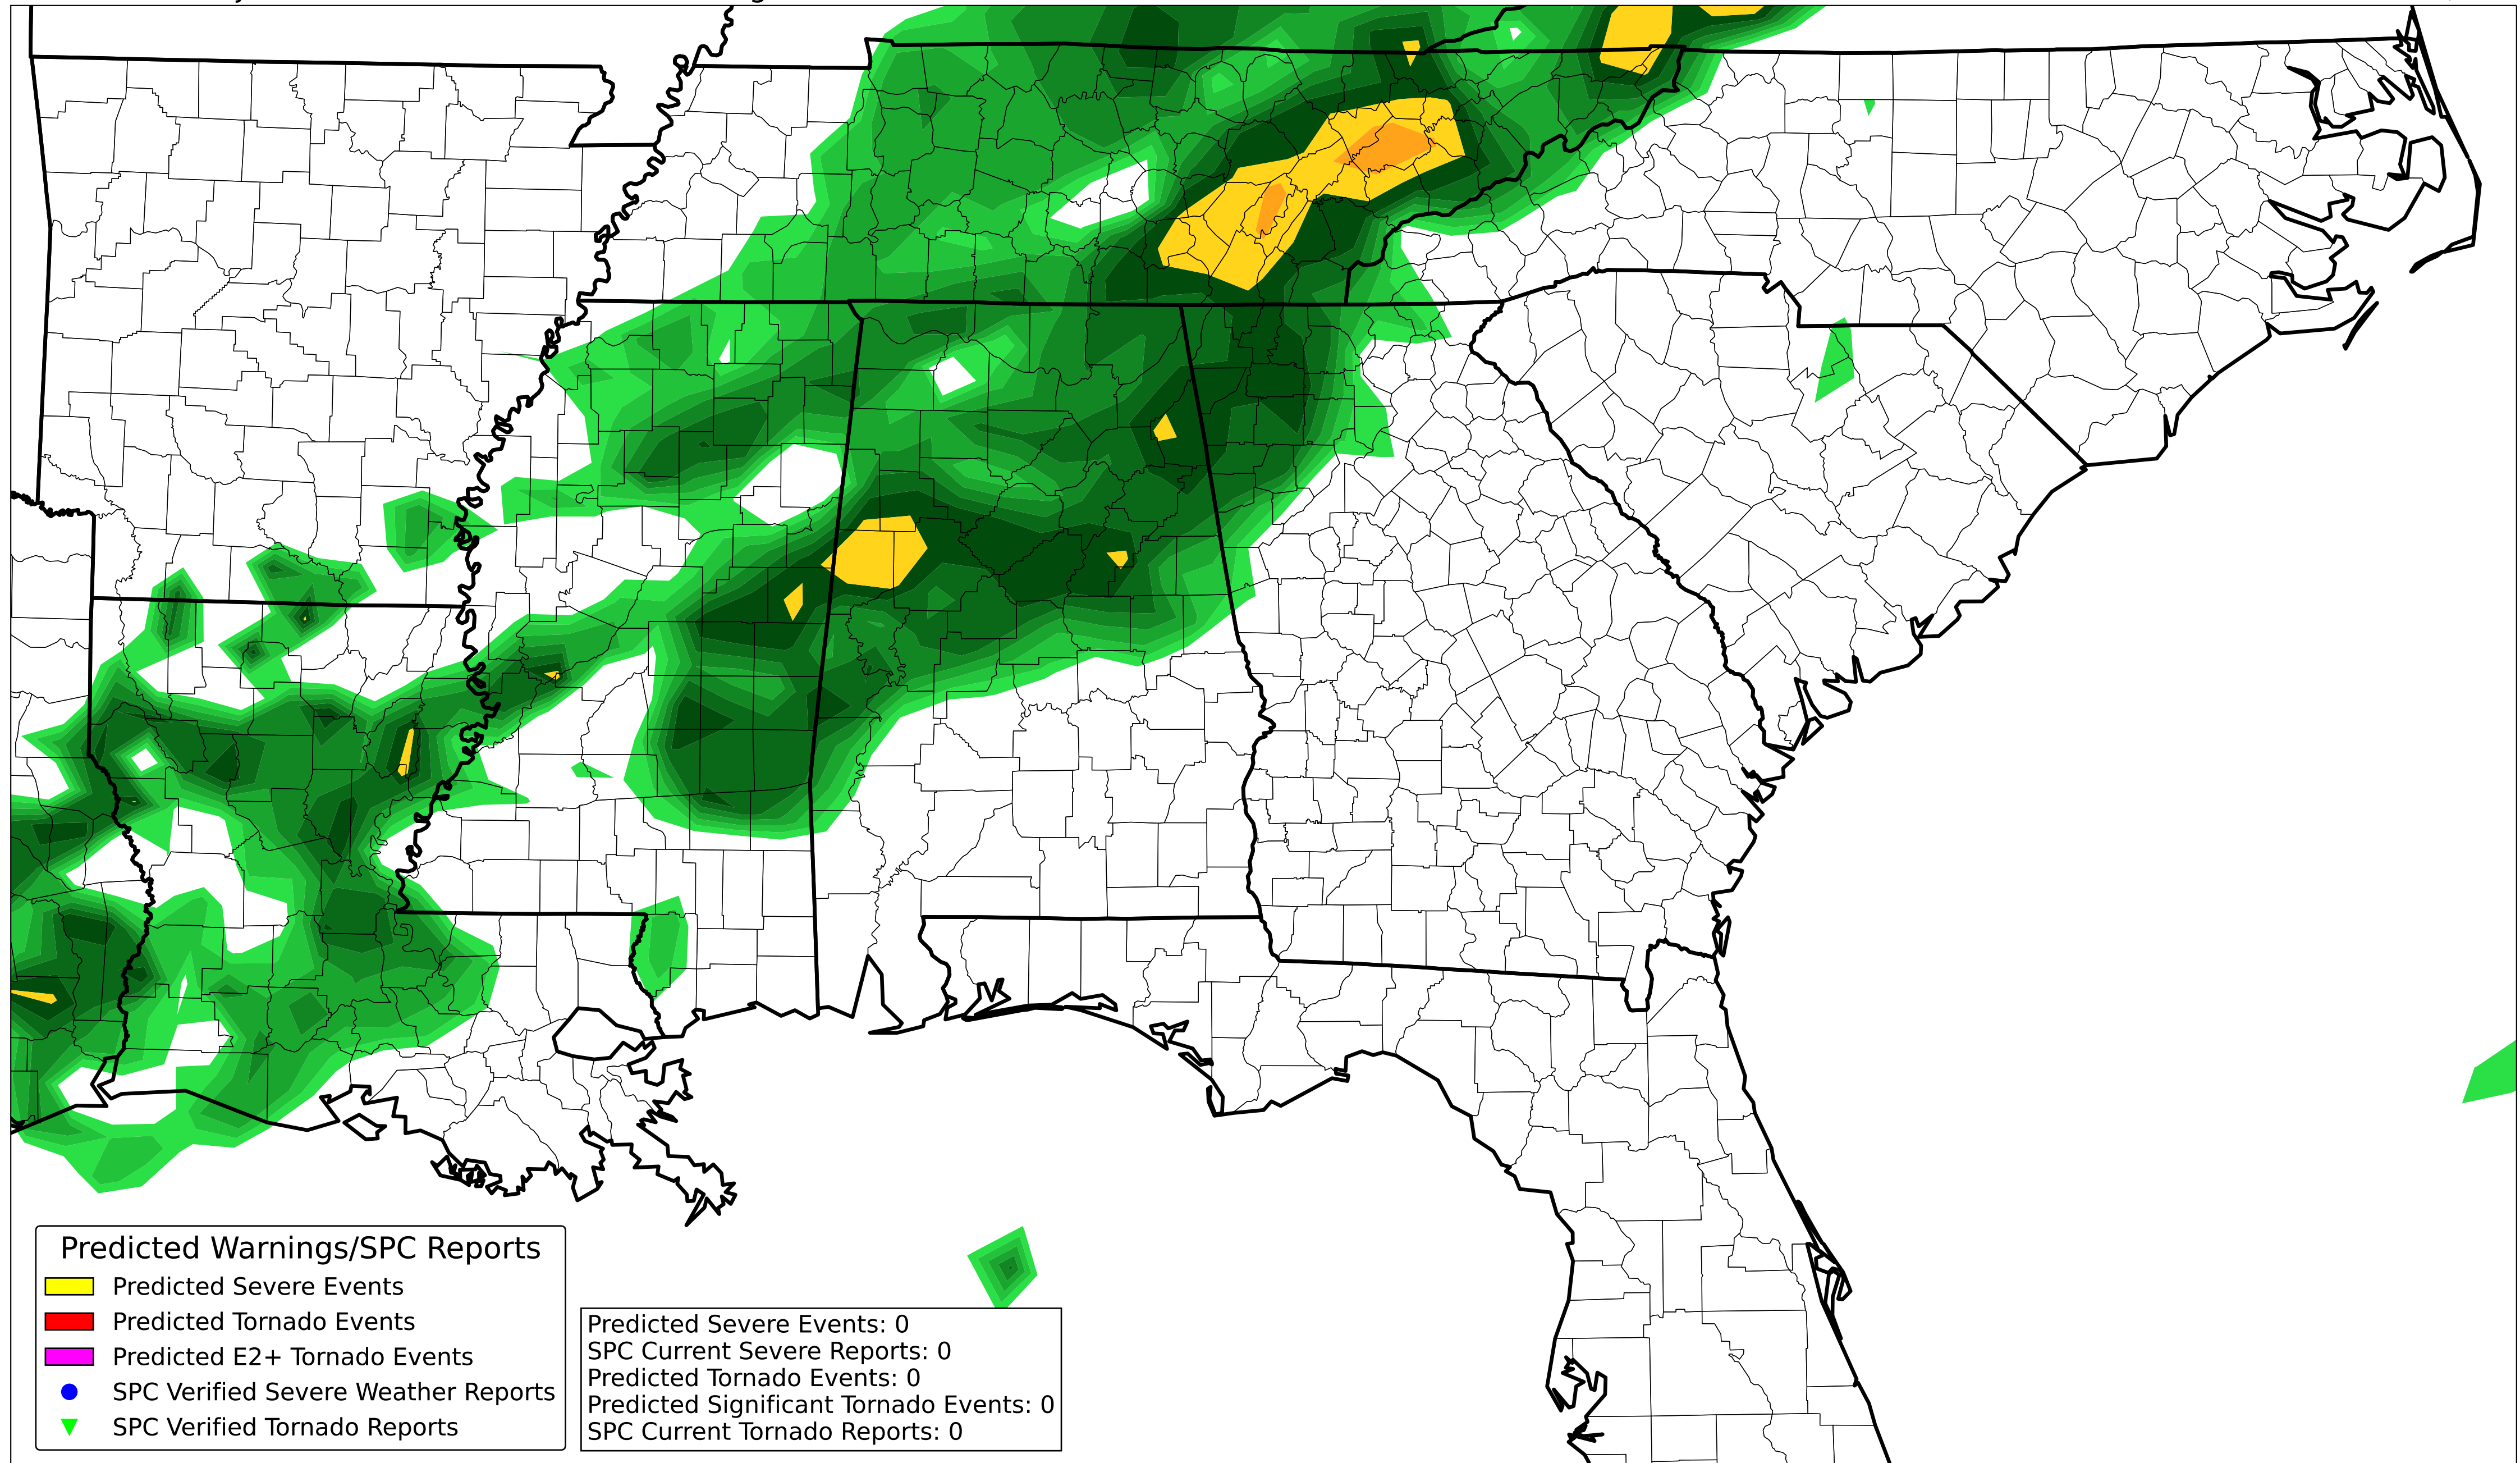 Predicted Warnings/SPC Reports
Predicted Severe Events
Predicted Tornado Events
Predicted E2+ Tornado Events
SPC Verified Severe Weather Reports
SPC Verified Tornado Reports
Predicted Severe Events: 0
SPC Current Severe Reports: 0
Predicted Tornado Events: 0
Predicted Significant Tornado Events: 0
SPC Current Tornado Reports: 0